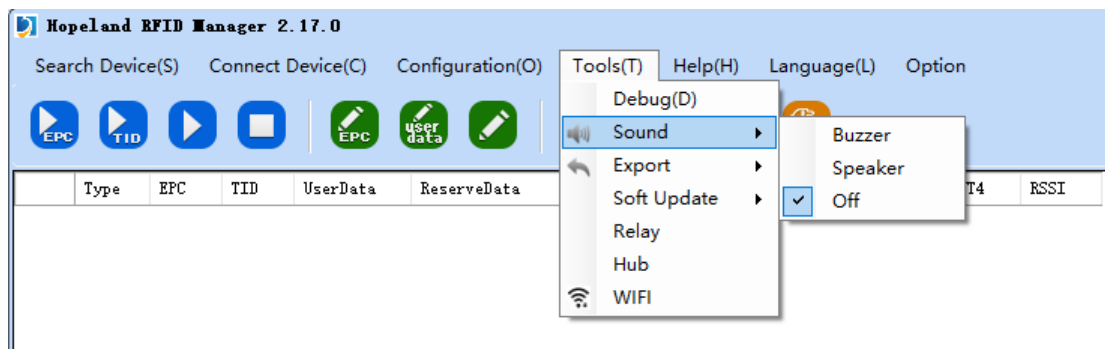 Hopeland RFID Manager 2.17.0
Search Device(S) Connect Device(C) Configuration(O) Tools(T) Help(H) Language(L) Option
EPC TID EPC user data
Type EPC TID UserData ReserveData T4 RSSI
Debug(D)
Sound
Export
Soft Update
Relay
Hub
WIFI
Buzzer
Speaker
Off